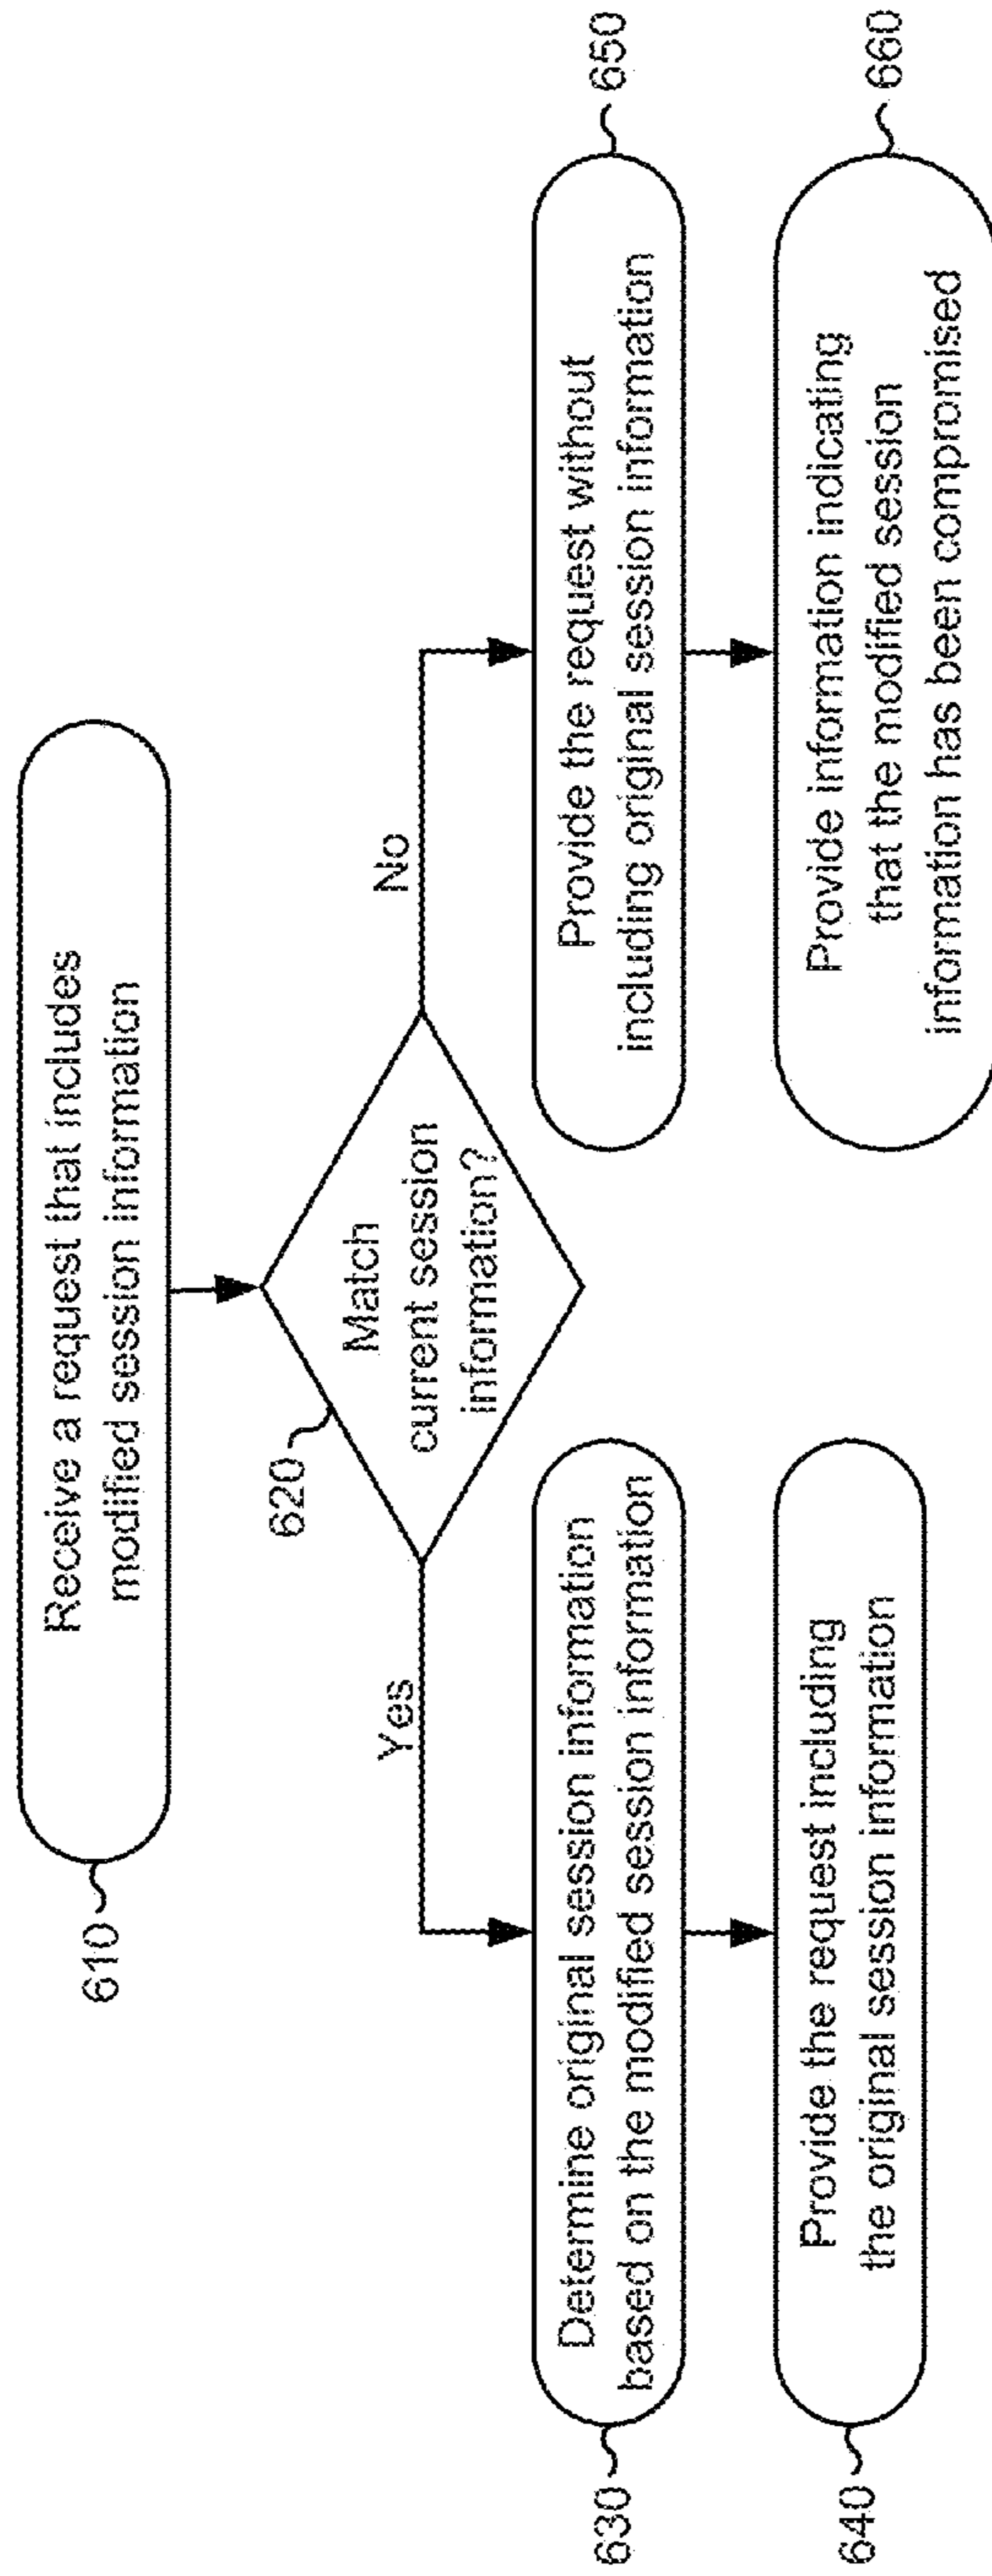 610
Receive a request that includes
modified session information
620
Match
current session
information?
Yes
No
630
Determine original session information
based on the modified session information
640
Provide the request including
the original session information
650
Provide the request without
including original session information
660
Provide information indicating
that the modified session
information has been compromised